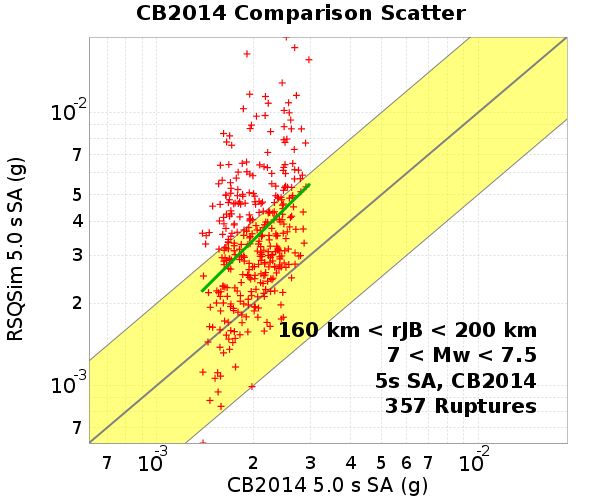 CB2014 Comparison Scatter
RSQSim 5.0 s SA (g)
10-2
7
5
4
3
2
10-3
7
160 km < rJB < 200 km
7 < Mw < 7.5
5s SA, CB2014
357 Ruptures
7 10-3 2 3 4 5 6 7 10-2
CB2014 5.0 s SA (g)